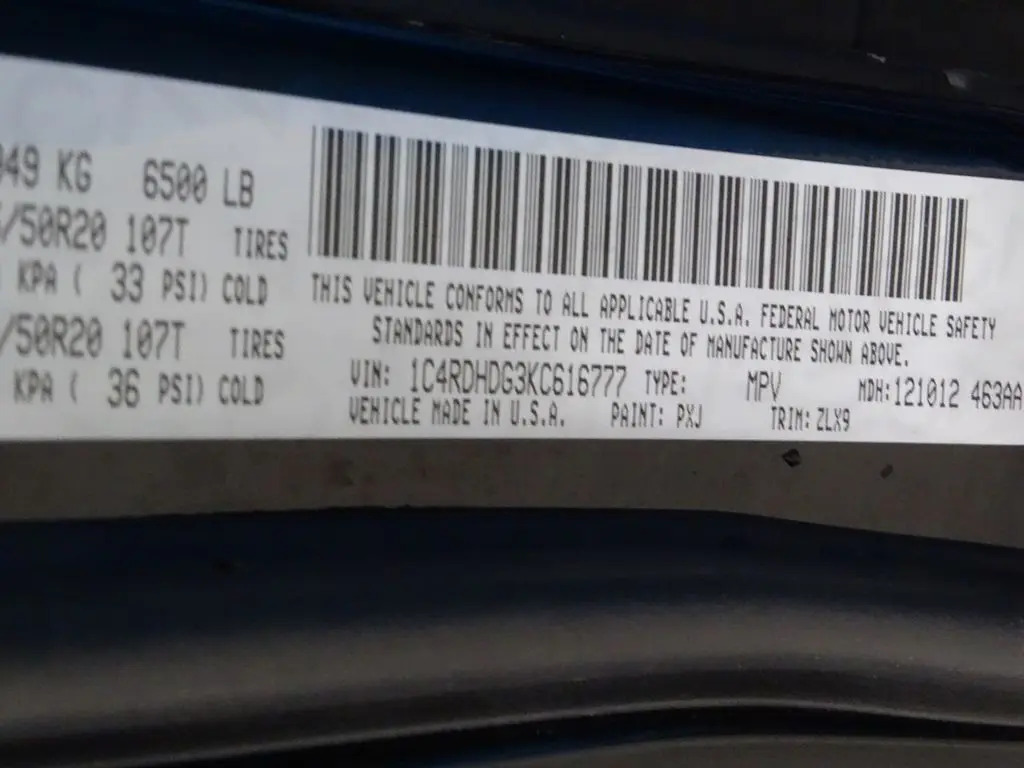 949 KG 6500 LB
/50R20 107T TIRES
KPA ( 33 PSI) COLD
/50R20 107T TIRES
KPA ( 36 PSI) COLD
THIS VEHICLE CONFORMS TO ALL APPLICABLE U.S.A. FEDERAL MOTOR VEHICLE SAFETY
STANDARDS IN EFFECT ON THE DATE OF MANUFACTURE SHOWN ABOVE.
VIN: 1C4RDHDG3KC616777 TYPE: MPV MDH: 121012 463AA
VEHICLE MADE IN U.S.A. PAINT: PXJ TRIM: ZLX9